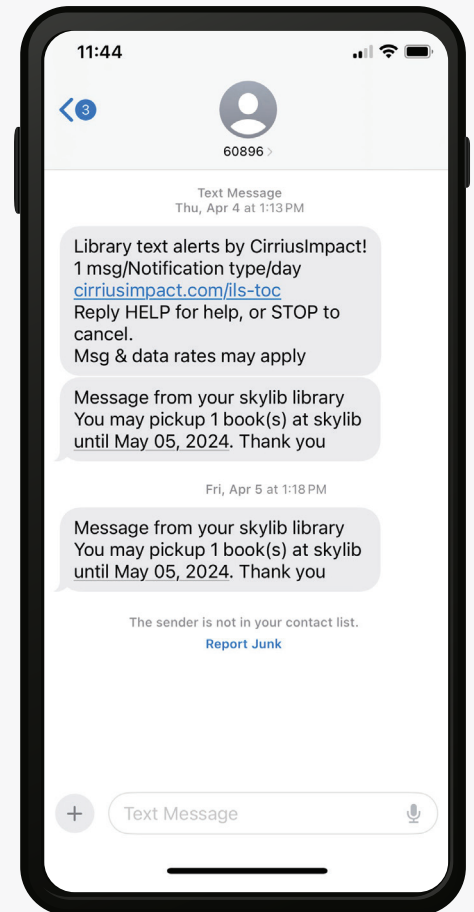 11:44
3
60896 >
Text Message
Thu, Apr 4 at 1:13 PM
Library text alerts by CirriusImpact!
1 msg/Notification type/day
cirriusimpact.com/ils-toc
Reply HELP for help, or STOP to
cancel.
Msg & data rates may apply
Message from your skylib library
You may pickup 1 book(s) at skylib
until May 05, 2024. Thank you
Fri, Apr 5 at 1:18 PM
Message from your skylib library
You may pickup 1 book(s) at skylib
until May 05, 2024. Thank you
The sender is not in your contact list.
Report Junk
Text Message